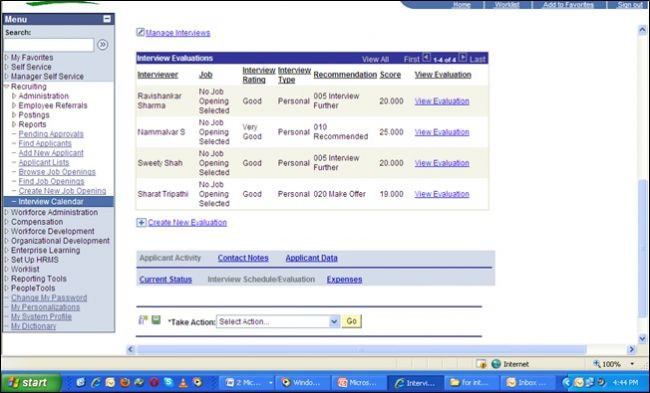 Home Worklist Add to Favorites Sign out
Menu
Search:
My Favorites
Self Service
Manager Self Service
Recruiting
Administration
Employee Referrals
Postings
Reports
Pending Approvals
Find Applicants
Add New Applicant
Applicant Lists
Browse Job Openings
Find Job Openings
Create New Job Opening
Interview Calendar
Workforce Administration
Compensation
Workforce Development
Organizational Development
Enterprise Learning
Set Up HRMS
Worklist
Reporting Tools
PeopleTools
Change My Password
My Personalizations
My System Profile
My Dictionary
Manage Interviews
Interview Evaluations View All First 1-4 of 4 Last
Interviewer Job Interview Rating Interview Type Recommendation Score View Evaluation
Ravishankar Sharma No Job Opening Selected Good Personal 005 Interview Further 20.000 View Evaluation
Nammalvar S No Job Opening Selected Very Good Personal 010 Recommended 25.000 View Evaluation
Sweety Shah No Job Opening Selected Good Personal 005 Interview Further 20.000 View Evaluation
Sharat Tripathi No Job Opening Selected Good Personal 020 Make Offer 19.000 View Evaluation
Create New Evaluation
Applicant Activity Contact Notes Applicant Data
Current Status Interview Schedule/Evaluation Expenses
*Take Action: Select Action... Go
Internet 100%
start 2 Mic... Windo... Micros... Intervi... for int... Inbox ... 4:44 PM